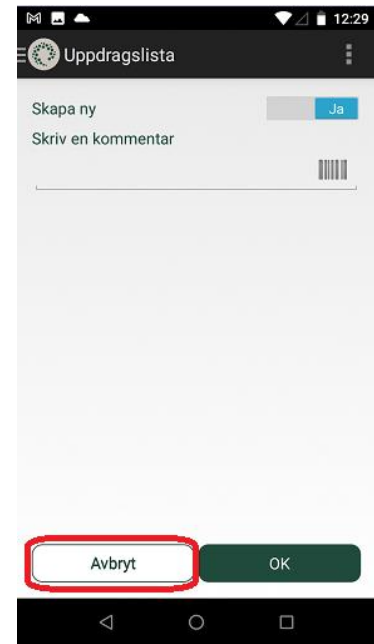 12:29
Uppdragslista
Skapa ny
Ja
Skriv en kommentar
Avbryt
OK